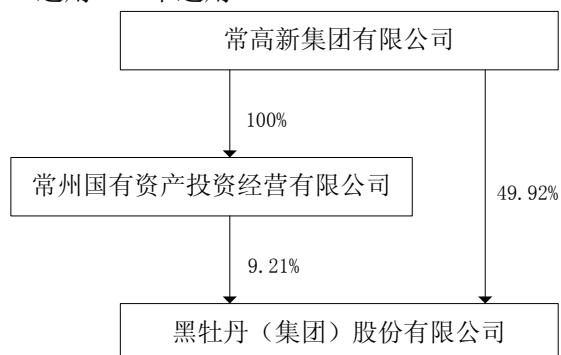 常高新集团有限公司
100%
常州国有资产投资经营有限公司
49.92%
9.21%
黑牡丹（集团）股份有限公司